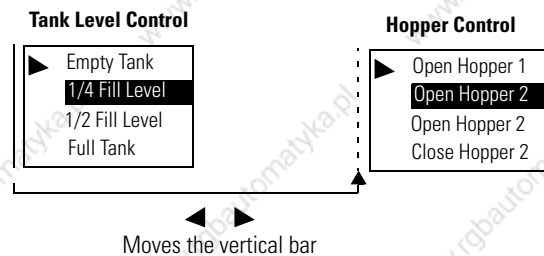 Tank Level Control
Empty Tank
1/4 Fill Level
1/2 Fill Level
Full Tank
Hopper Control
Open Hopper 1
Open Hopper 2
Open Hopper 2
Close Hopper 2
Moves the vertical bar